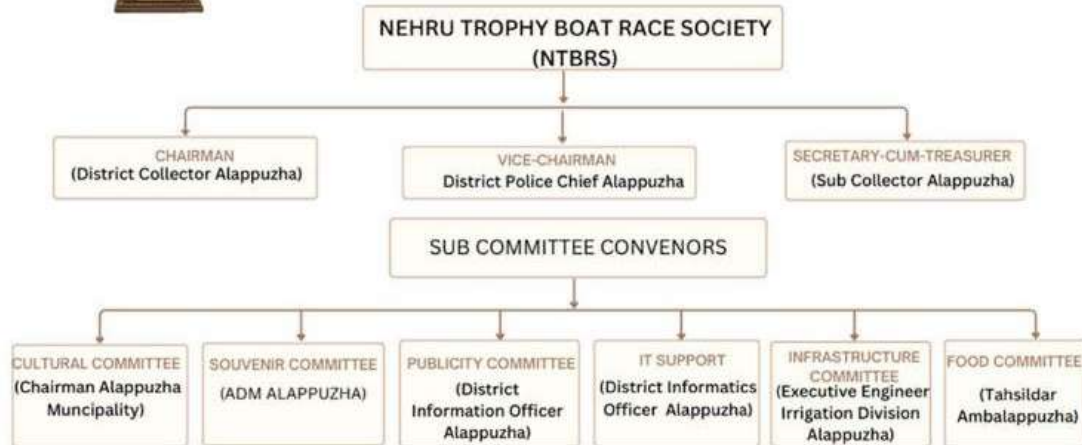 NEHRU TROPHY BOAT RACE SOCIETY
(NTBRS)
CHAIRMAN
(District Collector Alappuzha)
VICE-CHAIRMAN
District Police Chief Alappuzha
SECRETARY-CUM-TREASURER
(Sub Collector Alappuzha)
SUB COMMITTEE CONVENORS
CULTURAL COMMITTEE
(Chairman Alappuzha
Muncipality)
SOUVENIR COMMITTEE
(ADM ALAPPUZHA)
PUBLICITY COMMITTEE
(District
Information Officer
Alappuzha)
IT SUPPORT
(District Informatics
Officer Alappuzha)
INFRASTRUCTURE
COMMITTEE
(Executive Engineer
Irrigation Division
Alappuzha)
FOOD COMMITTEE
(Tahsildar
Ambalappuzha)